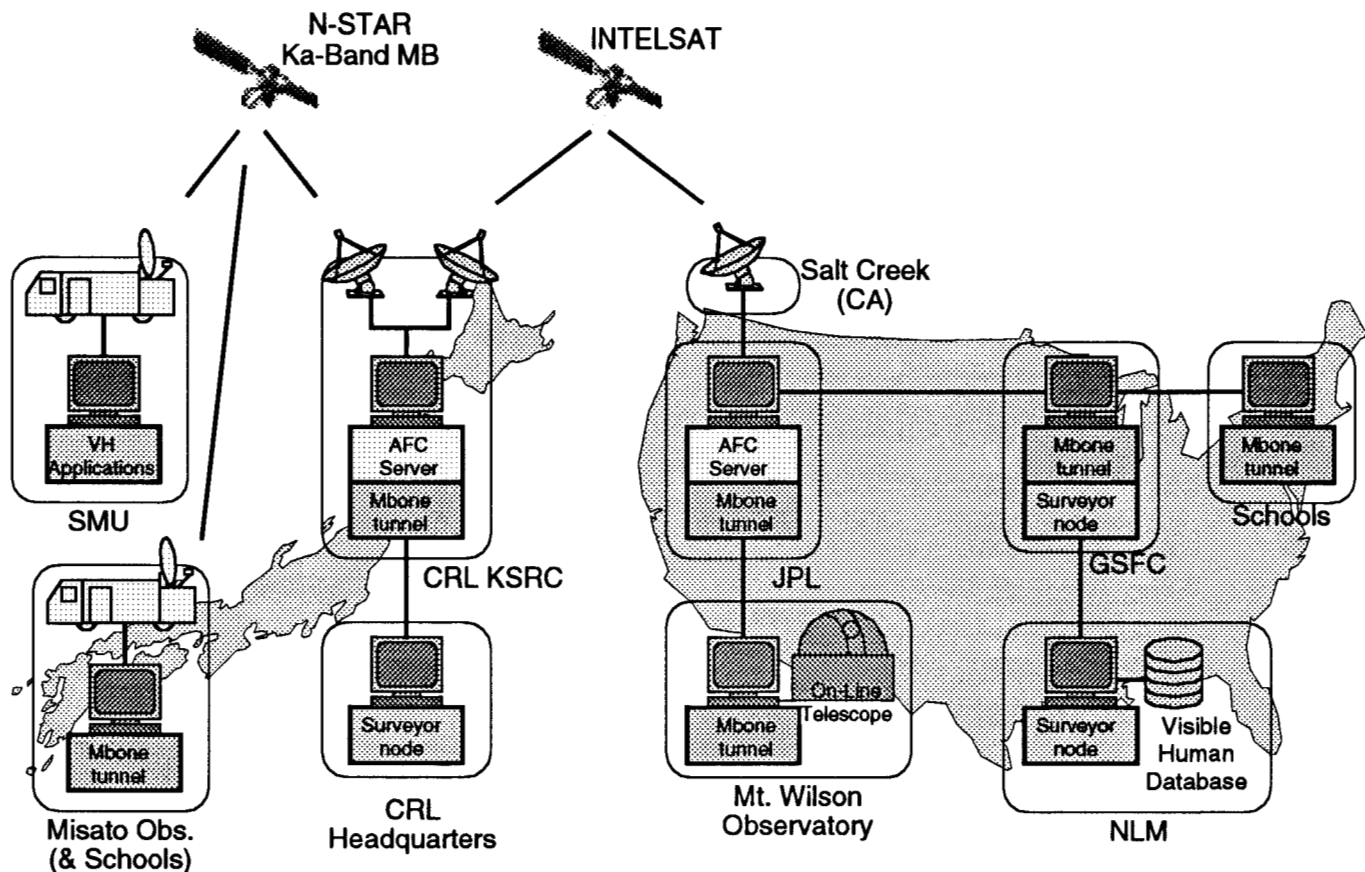 N-STAR
Ka-Band MB
INTELSAT
Salt Creek
(CA)
VH
Applications
SMU
AFC
Server
Mbone
tunnel
CRL KSRC
AFC
Server
Mbone
tunnel
JPL
Mbone
tunnel
Surveyor
node
GSFC
Mbone
tunnel
Schools
Mbone
tunnel
Misato Obs.
(& Schools)
Surveyor
node
CRL
Headquarters
Mbone
tunnel
On-Line
Telescope
Mt. Wilson
Observatory
Surveyor
node
Visible
Human
Database
NLM